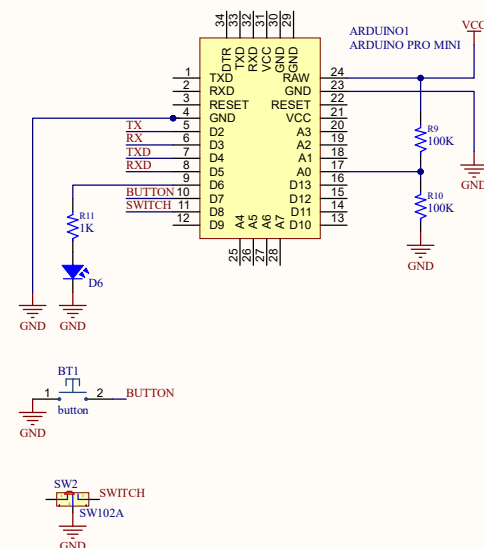 34 33 32 31 30 29
DTR TXD RXD VCC GND GND
ARDUINO1
ARDUINO PRO MINI
VCC
1 TXD RAW 24
2 RXD GND 23
3 RESET RESET 22
4 GND VCC 21
TX 5 D2 A3 20
RX 6 D3 A2 19
TXD 7 D4 A1 18
RXD 8 D5 A0 17
9 D6 D13 16
BUTTON 10 D7 D12 15
SWITCH 11 D8 D11 14
12 D9 D10 13
A4 A5 A6 A7
25 26 27 28
R9
100K
GND
R10
100K
GND
R11
1K
D6
GND GND
BT1
1 2 BUTTON
button
GND
SW2
SWITCH
SW102A
GND